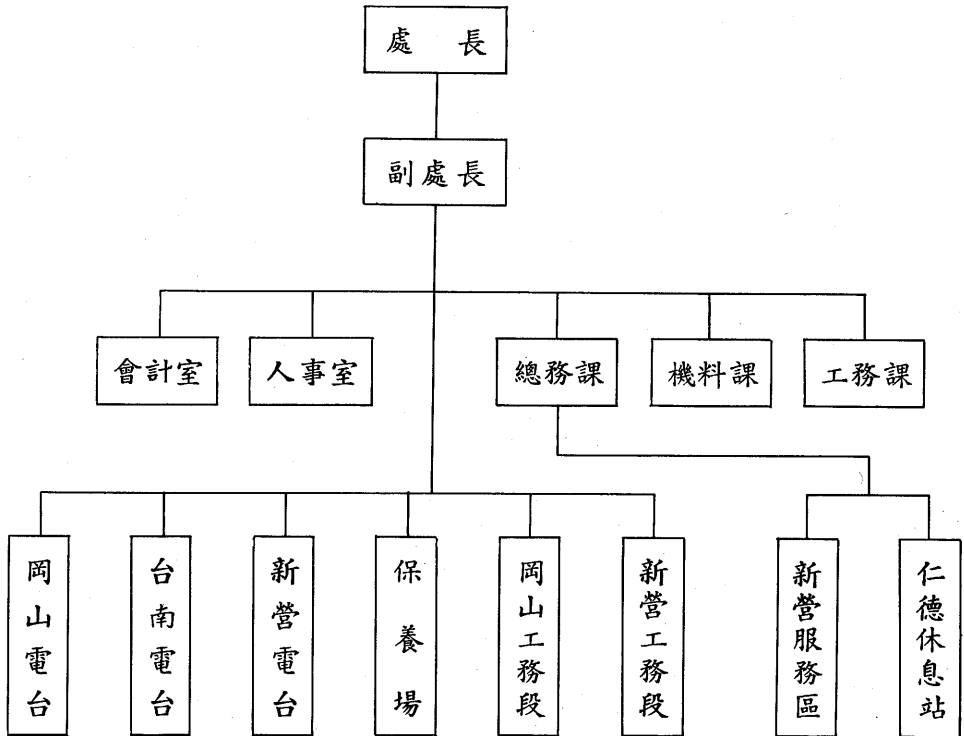 處長
副處長
會計室
人事室
總務課
機料課
工務課
岡山電台
台南電台
新營電台
保養場
岡山工務段
新營工務段
新營服務區
仁德休息站